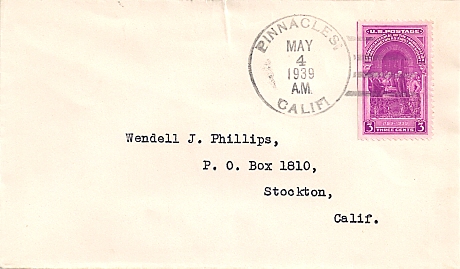 PINNACLES
MAY
4
1939
A.M.
CALIF.
U.S. POSTAGE
3 3
THREE CENTS
Wendell J. Phillips,
P. O. Box 1810,
Stockton,
Calif.